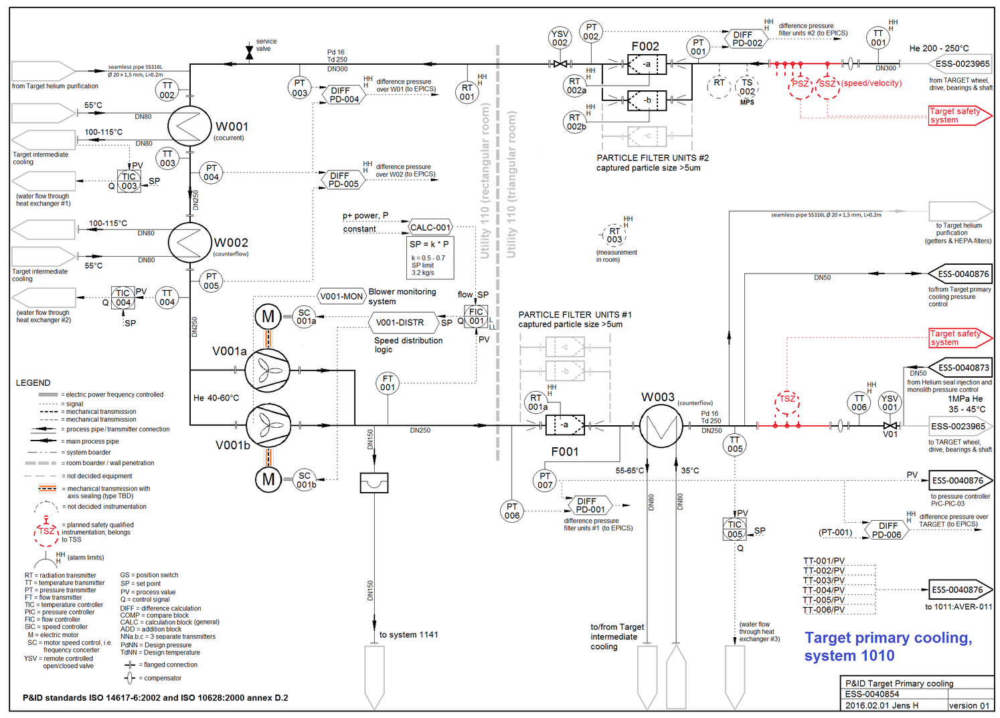 service
valve
Pd 16
Td 250
DN300
seamless pipe SS316L
Ø 20 × 1,5 mm, L=0.2m
from Target helium purification
TT
002
PT
003
DIFF
PD-004
HH
H
difference pressure
over W01 (to EPICS)
RT
001
YSV
002
PT
002
F002
-a
-b
-c
RT
002a
RT
002b
PT
001
DIFF
PD-002
HH
H
difference pressure
filter units #2 (to EPICS)
HH
H
TT
001
He 200 - 250°C
ESS-0023965
DN300
from TARGET wheel,
drive, bearings & shaft
RT
TS
002
MPS
PSZ
SSZ
(speed/velocity)
Target safety
system
PARTICLE FILTER UNITS #2
captured particle size >5um
55°C
DN80
W001
(cocurrent)
100-115°C
DN80
Target intermediate
cooling
TT
003
PV
TIC
003
SP
Q
(water flow through
heat exchanger #1)
PT
004
DN250
DIFF
PD-005
HH
H
difference pressure
over W02 (to EPICS)
Utility 110 (rectangular room)
Utility 110 (triangular room)
100-115°C
DN80
W002
(counterflow)
DN80
55°C
Target intermediate
cooling
PT
005
TIC
004
PV
TT
004
Q
SP
(water flow through
heat exchanger #2)
DN250
p+ power, P
constant
CALC-001
SP = k * P
k = 0.5 - 0.7
SP limit
3.2 kg/s
RT
003
HH
H
(measurement
in room)
seamless pipe SS316L Ø 20 × 1,5 mm, L=0.2m
to Target helium
purification
(getters & HEPA-filters)
DN50
ESS-0040876
to/from Target primary
cooling pressure
control
V001-MON
Blower monitoring
system
flow
SP
FIC
001
L
LL
Q
SP
PV
M
SC
001a
V001-DISTR
Speed distribution
logic
V001a
FT
001
He 40-60°C
V001b
M
SC
001b
DN150
DN250
PARTICLE FILTER UNITS #1
captured particle size >5um
-c
-b
-a
HH
H
RT
001a
F001
W003
(counterflow)
Pd 16
Td 250
DN250
TT
005
Target safety
system
ESS-0040873
DN50
from Helium seal injection and
monolith pressure control
1MPa He
35 - 45°C
TSZ
HH
H
TT
006
YSV
001
V01
ESS-0023965
to TARGET wheel,
drive, bearings & shaft
PT
007
PT
006
DIFF
PD-001
difference pressure
filter units #1 (to EPICS)
55-65°C
35°C
DN80
DN80
PV
ESS-0040876
to pressure controller
PrC-PIC-03
PV
TIC
005
SP
Q
(PT-001)
DIFF
PD-006
HH
H
difference pressure over
TARGET (to EPICS)
TT-001/PV
TT-002/PV
TT-003/PV
TT-004/PV
TT-005/PV
TT-006/PV
ESS-0040876
to 1011:AVER-011
DN150
to system 1141
to/from Target
intermediate
cooling
(water flow
through heat
exchanger #3)
LEGEND
= electric power frequency controlled
= signal
= mechanical transmission
= mechanical transmission
= process pipe / transmitter connection
= main process pipe
= system boarder
= room boarder / wall penetration
= not decided equipment
= mechanical transmission with
axis sealing (type TBD)
= not decided instrumentation
TSZ
= planned safety qualified
instrumentation, belongs
to TSS
HH
H
(alarm limits)
RT = radiation transmitter
TT = temperature transmitter
PT = pressure transmitter
FT = flow transmitter
TIC = temperature controller
PIC = pressure controller
FIC = flow controller
SIC = speed controller
M = electric motor
SC = motor speed control, i.e.
frequency concerter
YSV = remote controlled
open/closed valve
GS = position switch
SP = set point
PV = process value
Q = control signal
DIFF = difference calculation
COMP = compare block
CALC = calculation block (general)
ADD = addition block
NNa.b.c = 3 separate transmitters
PdNN = Design pressure
TdNN = Design temperature
= flanged connection
= compensator
P&ID standards ISO 14617-6:2002 and ISO 10628:2000 annex D.2
Target primary cooling,
system 1010
P&ID Target Primary cooling
ESS-0040854
2016.02.01 Jens H
version 01